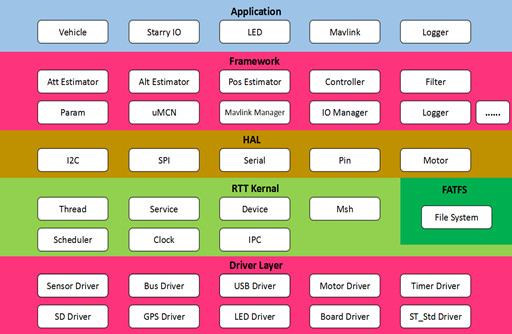 Application
Vehicle
Starry IO
LED
Mavlink
Logger
Framework
Att Estimator
Alt Estimator
Pos Estimator
Controller
Filter
Param
uMCN
Mavlink Manager
IO Manager
Logger
......
HAL
I2C
SPI
Serial
Pin
Motor
RTT Kernal
FATFS
Thread
Service
Device
Msh
File System
Scheduler
Clock
IPC
Driver Layer
Sensor Driver
Bus Driver
USB Driver
Motor Driver
Timer Driver
SD Driver
GPS Driver
LED Driver
Board Driver
ST_Std Driver